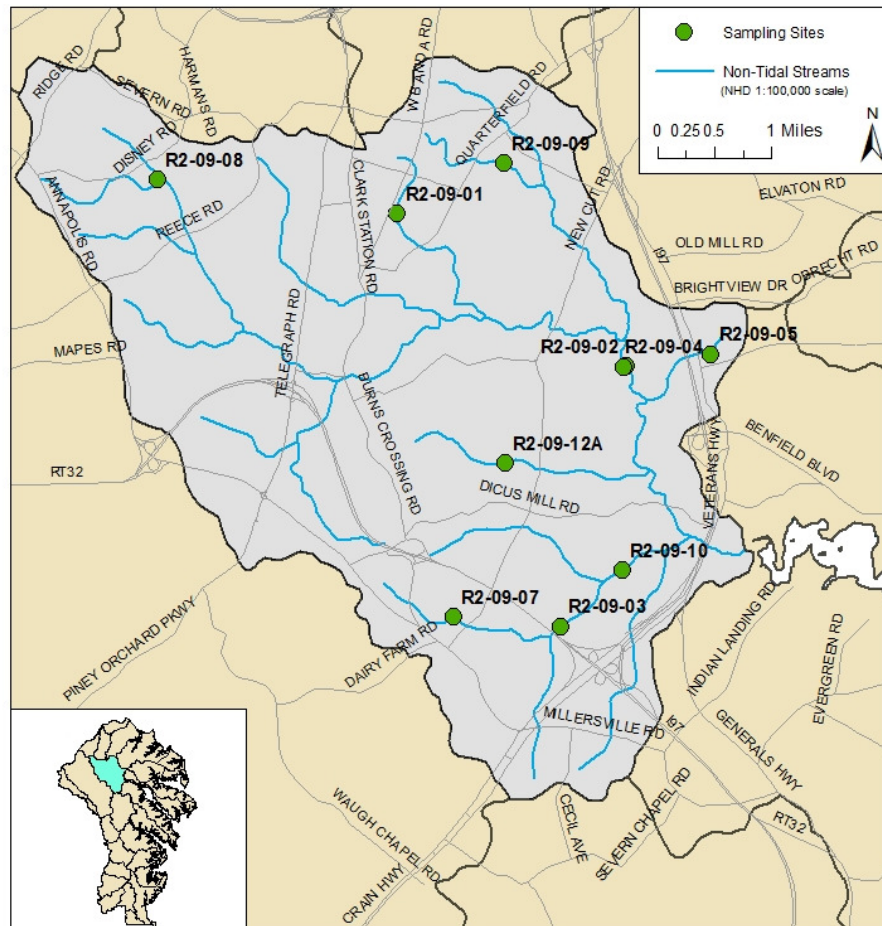 Sampling Sites
Non-Tidal Streams
(NHD 1:100,000 scale)
0 0.25 0.5 1 Miles
N
RIDGE RD
SEVERN RD
HARMANS RD
WB AND A RD
QUARTERFIELD RD
DISNEY RD
R2-09-08
R2-09-09
CLARK STATION RD
R2-09-01
ANNAPOLIS RD
REECE RD
NEW CUT RD
ELVATON RD
OLD MILL RD
I97
OBRECHT RD
BRIGHTVIEW DR
TELEGRAPH RD
MAPES RD
R2-09-02
R2-09-04
R2-09-05
BURNS CROSSING RD
BENFIELD BLVD
VETERANS HWY
R2-09-12A
RT32
DICUS MILL RD
R2-09-10
R2-09-07
R2-09-03
PINEY ORCHARD PKWY
DAIRY FARM RD
INDIAN LANDING RD
EVERGREEN RD
MILLERSVILLE RD
I97
GENERALS HWY
RT32
WAUGH CHAPEL RD
CECIL AVE
SEVERN CHAPEL RD
CRAIN HWY